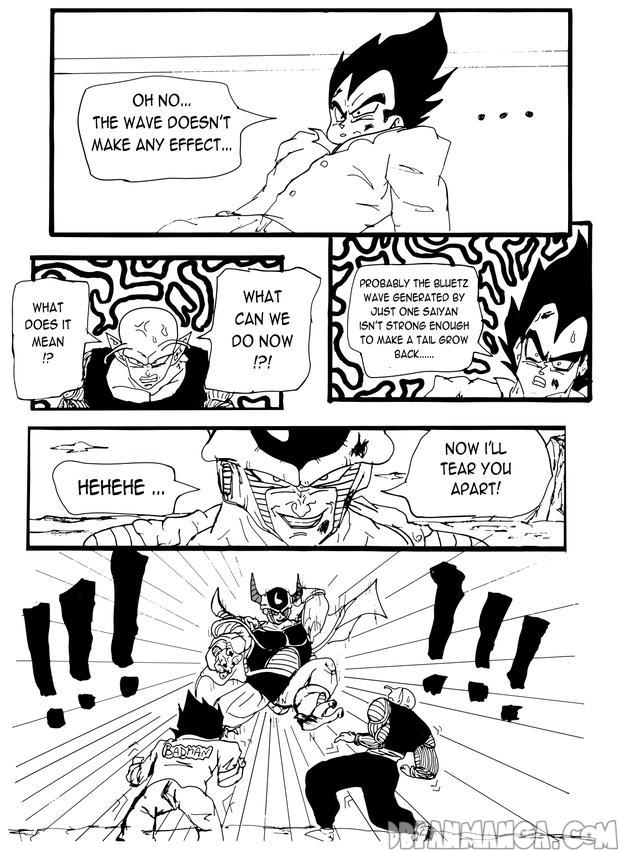 OH NO...
THE WAVE DOESN'T
MAKE ANY EFFECT...
...
WHAT
DOES IT
MEAN
!?
WHAT
CAN WE
DO NOW
!?!
PROBABLY THE BLUETZ
WAVE GENERATED BY
JUST ONE SAIYAN
ISN'T STRONG ENOUGH
TO MAKE A TAIL GROW
BACK......
HEHEHE ...
NOW I'LL
TEAR YOU
APART!
!!!
!!!
BADMAN
DBFANMANGA.COM